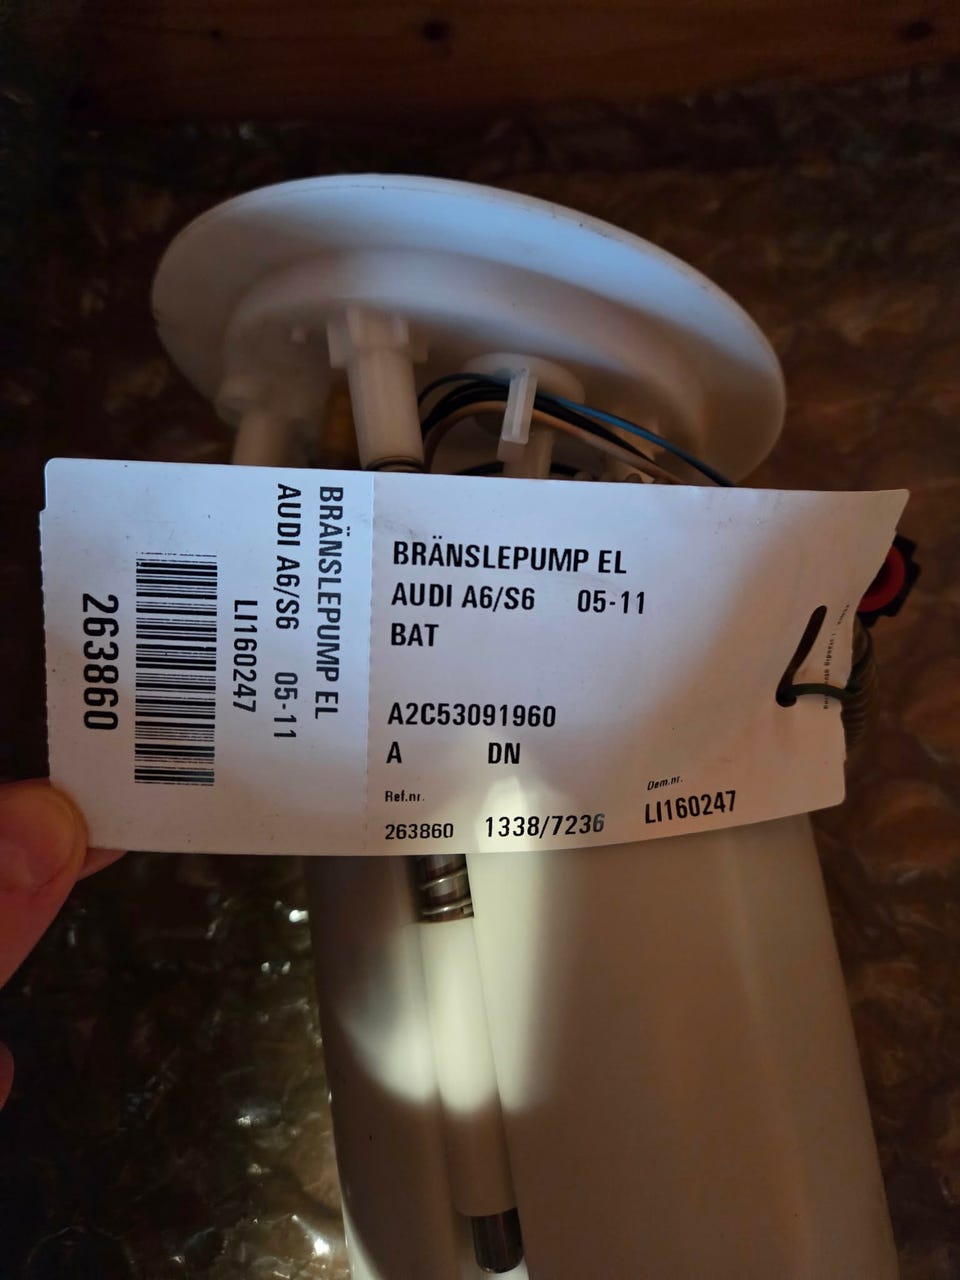 BRÄNSLEPUMP EL
AUDI A6/S6 05-11
LI160247
263860
BRÄNSLEPUMP EL
AUDI A6/S6 05-11
BAT
A2C53091960
A DN
Ref.nr. Dem.nr.
263860 1338/7236 LI160247